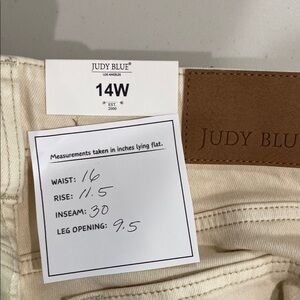 JUDY BLUE®
LOS ANGELES
14W
EST.
2000
JUDY BLUE
Measurements taken in inches lying flat.
WAIST: 16
RISE: 11.5
INSEAM: 30
LEG OPENING: 9.5